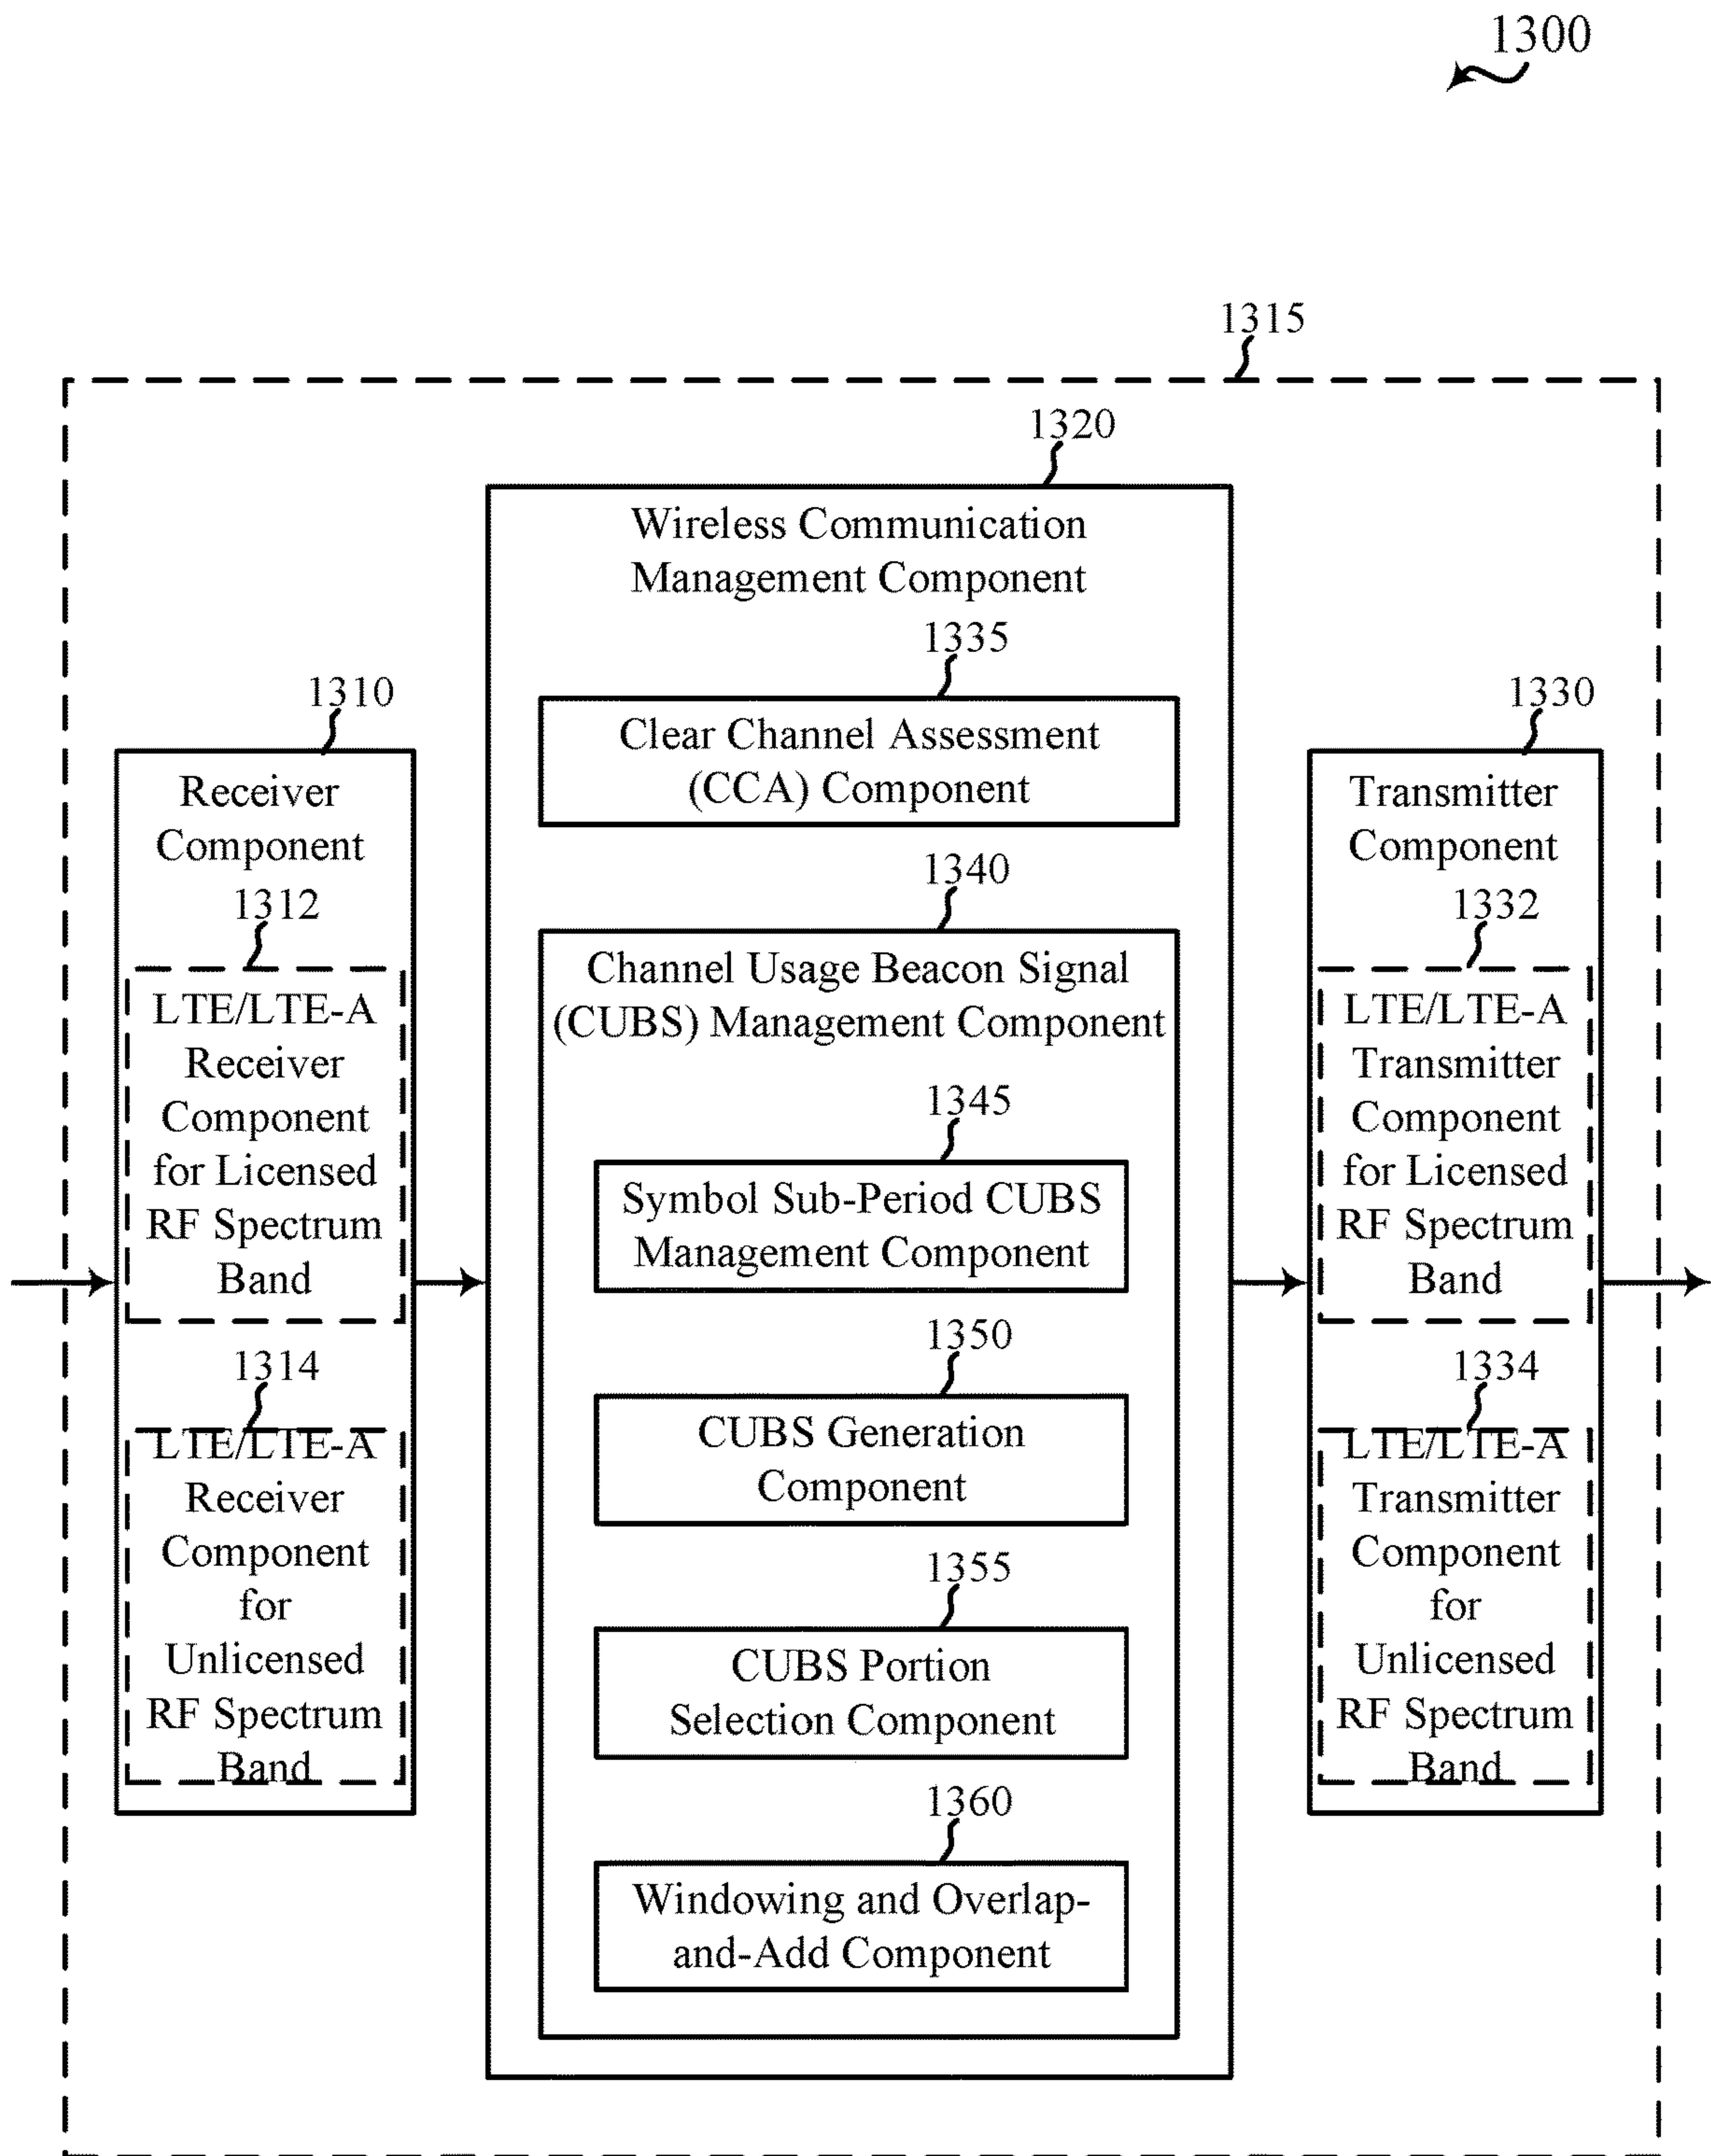 1300
1315
1320
Wireless Communication
Management Component
1335
Clear Channel Assessment
(CCA) Component
1340
Channel Usage Beacon Signal
(CUBS) Management Component
1345
Symbol Sub-Period CUBS
Management Component
1350
CUBS Generation
Component
1355
CUBS Portion
Selection Component
1360
Windowing and Overlap-
and-Add Component
1310
Receiver
Component
1312
LTE/LTE-A
Receiver
Component
for Licensed
RF Spectrum
Band
1314
LTE/LTE-A
Receiver
Component
for
Unlicensed
RF Spectrum
Band
1330
Transmitter
Component
1332
LTE/LTE-A
Transmitter
Component
for Licensed
RF Spectrum
Band
1334
LTE/LTE-A
Transmitter
Component
for
Unlicensed
RF Spectrum
Band